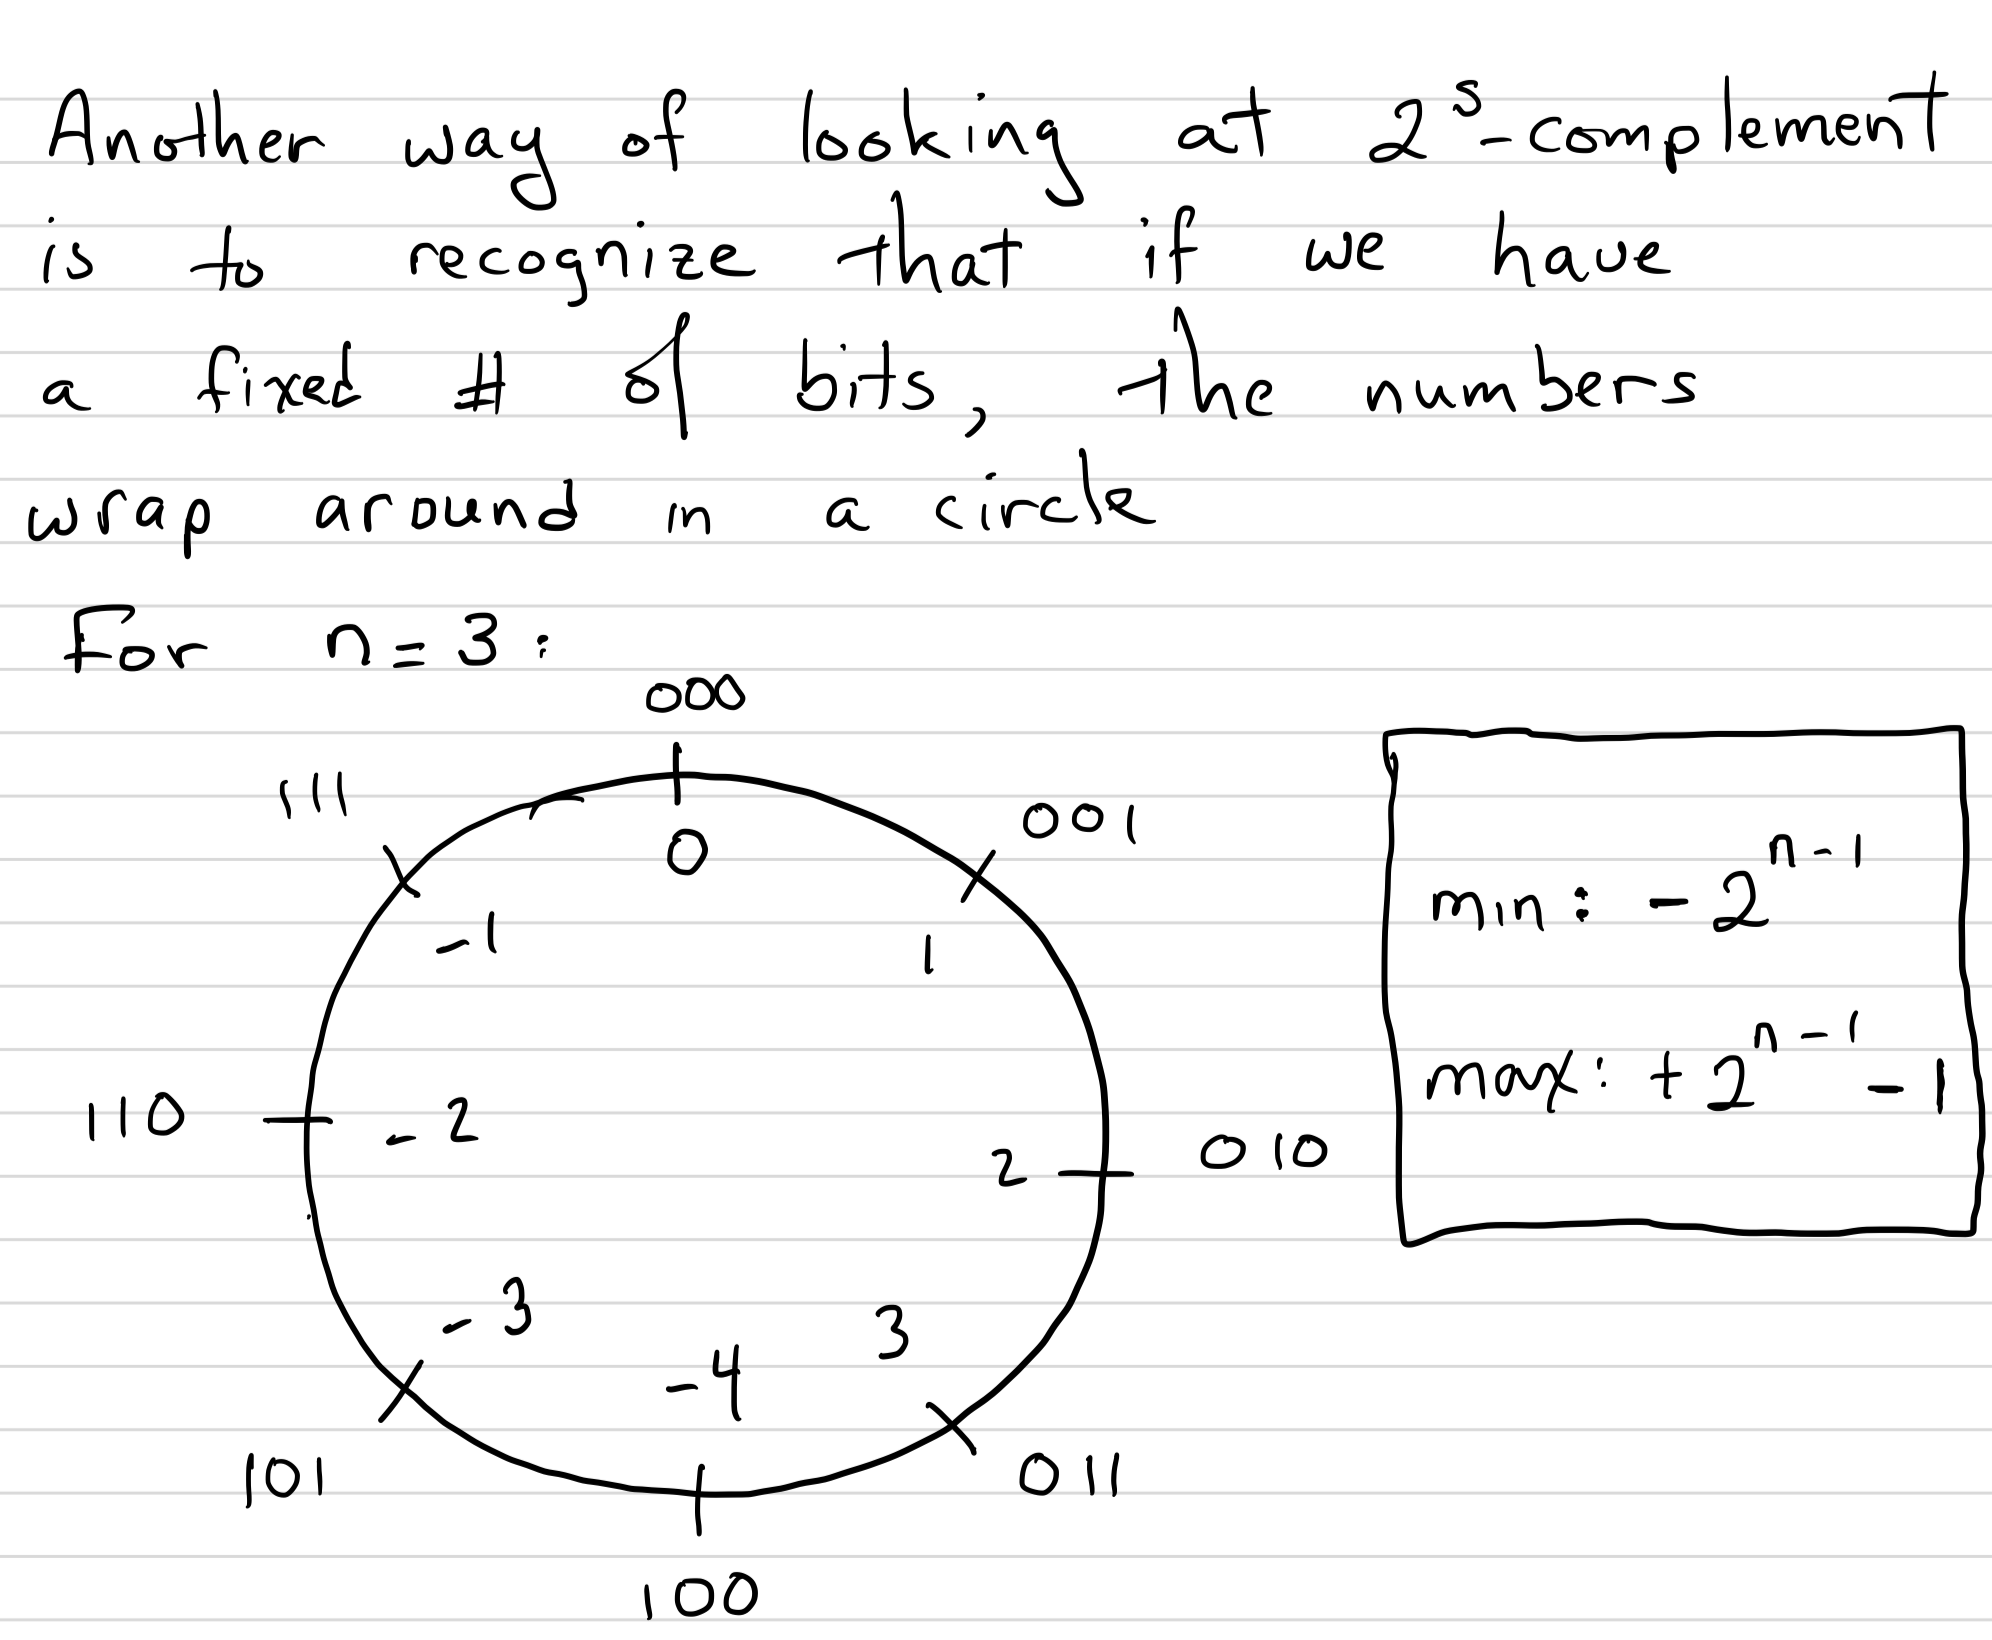 Another way of looking at 2^s-complement
is to recognize that if we have
a fixed # of bits, the numbers
wrap around in a circle
For n=3:
000
111
001
0
-1
1
110
-2
2
010
-3
3
-4
101
011
100
min: -2^{n-1}
max: +2^{n-1} -1